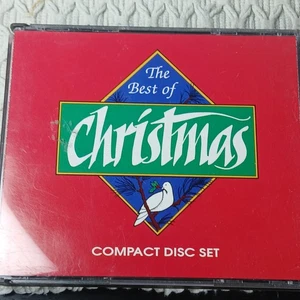 The
Best of
Christmas
COMPACT DISC SET